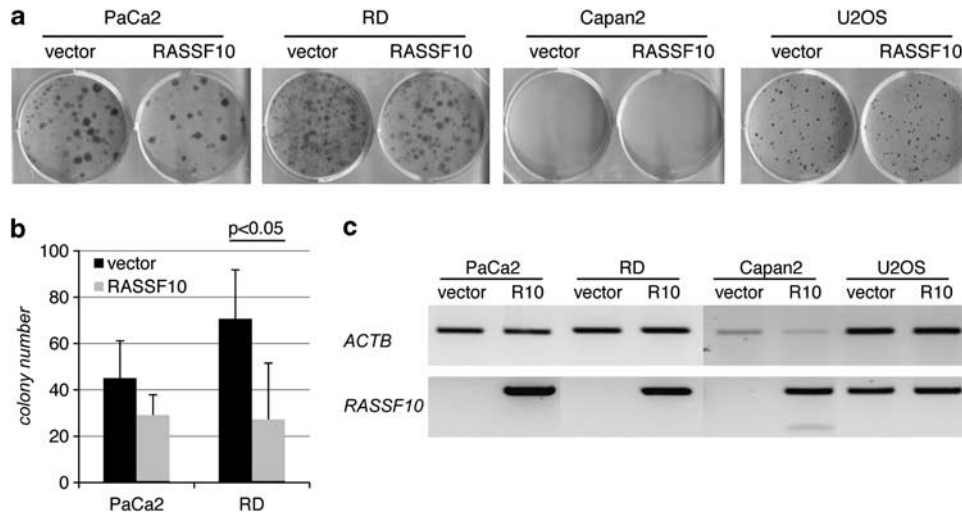 a
PaCa2 RD Capan2 U2OS
vector RASSF10 vector RASSF10 vector RASSF10 vector RASSF10
b
p<0.05
100
80
60
40
20
0
colony number
vector
RASSF10
PaCa2 RD
c
PaCa2 RD Capan2 U2OS
vector R10 vector R10 vector R10 vector R10
ACTB
RASSF10